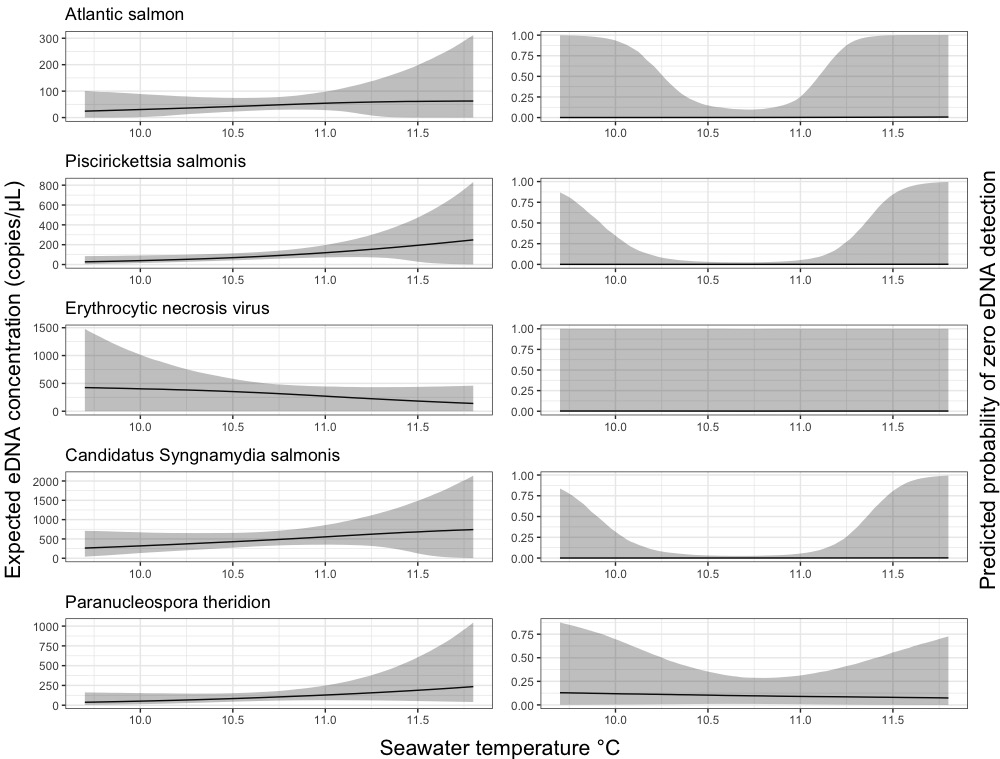 Atlantic salmon
300
200
100
0
10.0 10.5 11.0 11.5
1.00
0.75
0.50
0.25
0.00
10.0 10.5 11.0 11.5
Piscirickettsia salmonis
800
600
400
200
0
10.0 10.5 11.0 11.5
1.00
0.75
0.50
0.25
0.00
10.0 10.5 11.0 11.5
Erythrocytic necrosis virus
1500
1000
500
0
10.0 10.5 11.0 11.5
1.00
0.75
0.50
0.25
0.00
10.0 10.5 11.0 11.5
Candidatus Syngnamydia salmonis
2000
1500
1000
500
0
10.0 10.5 11.0 11.5
1.00
0.75
0.50
0.25
0.00
10.0 10.5 11.0 11.5
Paranucleospora theridion
1000
750
500
250
0
10.0 10.5 11.0 11.5
0.75
0.50
0.25
0.00
10.0 10.5 11.0 11.5
Expected eDNA concentration (copies/µL)
Predicted probability of zero eDNA detection
Seawater temperature °C